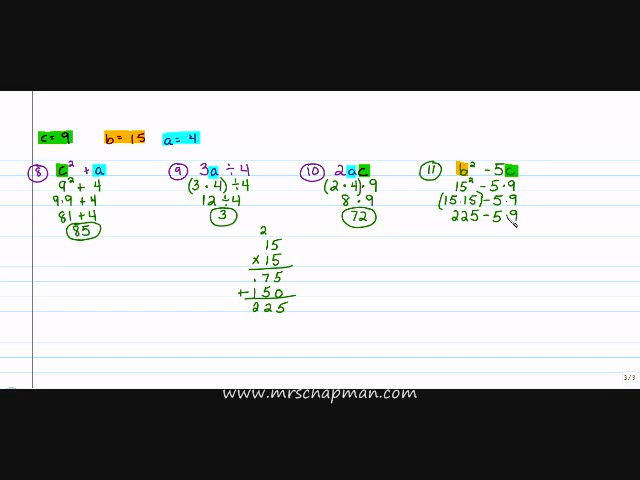 c = 9 b = 15 a = 4
8 c² + a
9² + 4
9·9 + 4
81 + 4
85
9 3a ÷ 4
(3 · 4) ÷ 4
12 ÷ 4
3
10 2ac
(2 · 4) · 9
8 · 9
72
11 b² - 5c
15² - 5·9
(15·15) - 5·9
225 - 5·9
2
15
× 15
75
+ 150
225
3/3
www.mrschapman.com